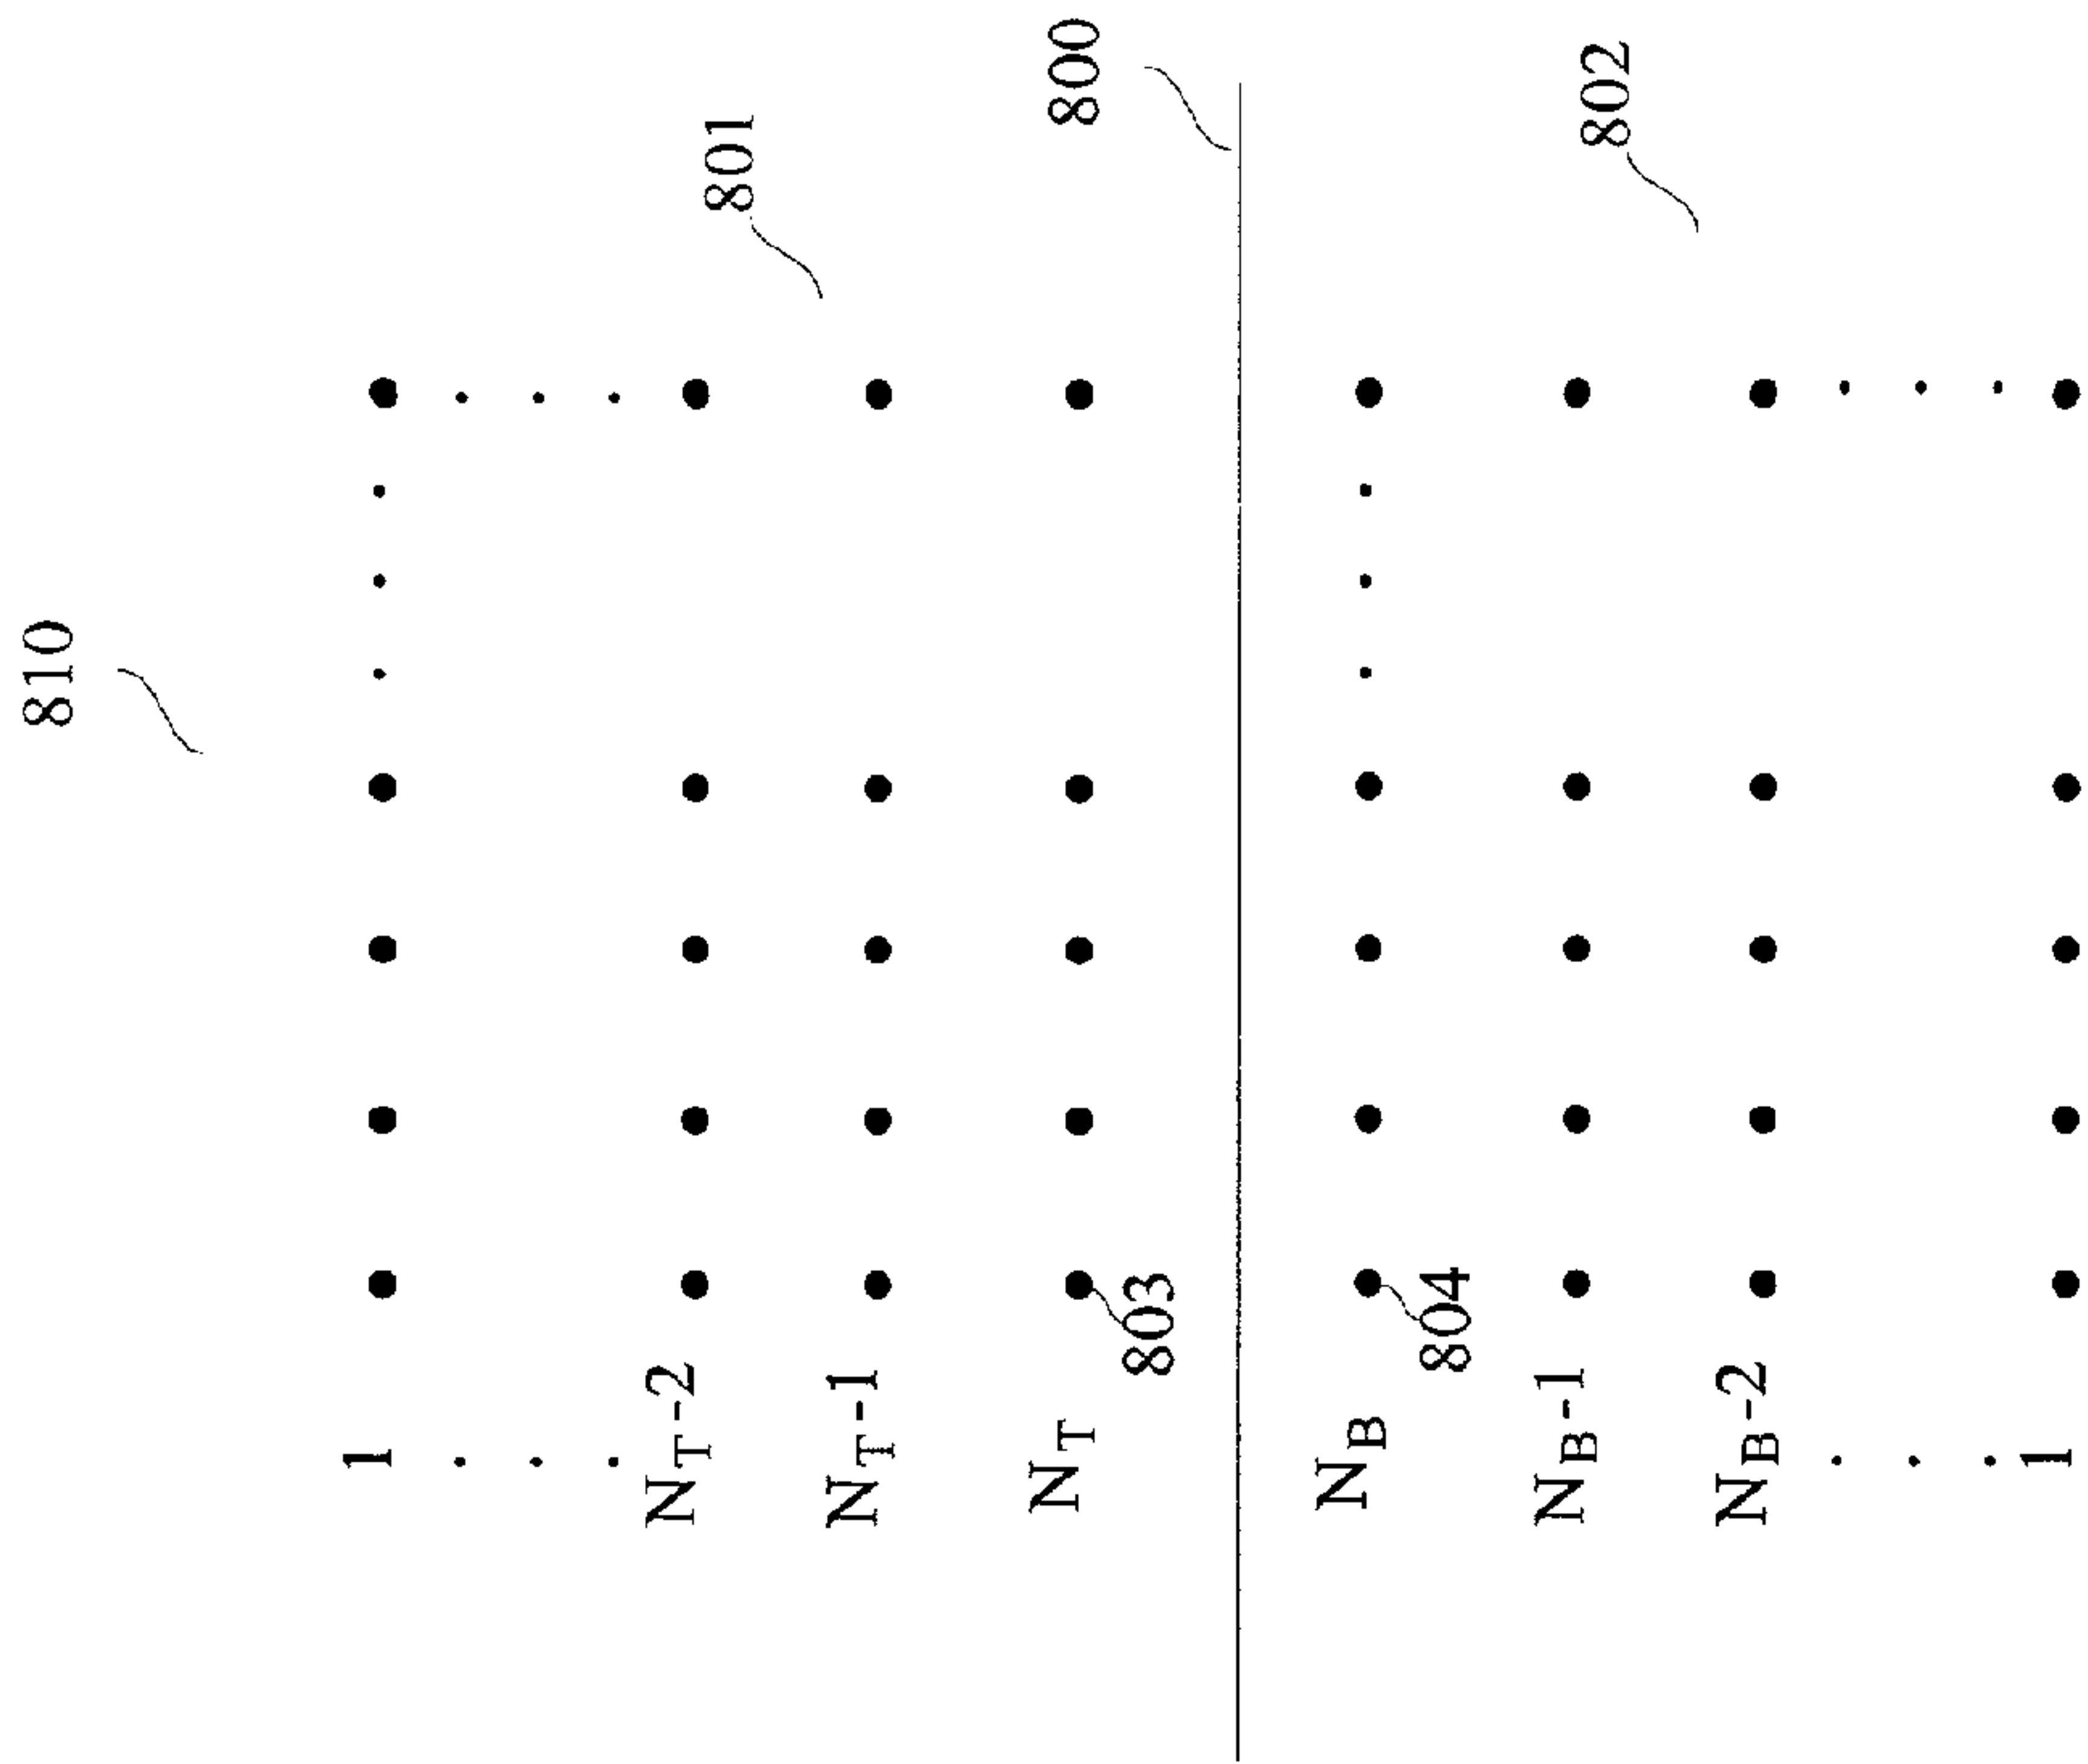 810
1
.
.
.
N_T-2
801
N_T-1
N_T
800
803
N_B
804
N_B-1
802
N_B-2
.
.
.
1